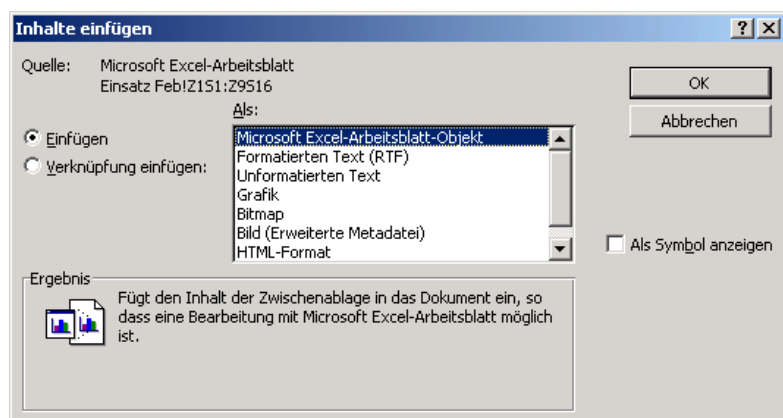 Inhalte einfügen
Quelle: Microsoft Excel-Arbeitsblatt
Einsatz Feb!Z1S1:Z9S16
Als:
Einfügen
Verknüpfung einfügen:
Microsoft Excel-Arbeitsblatt-Objekt
Formatierten Text (RTF)
Unformatierten Text
Grafik
Bitmap
Bild (Erweiterte Metadatei)
HTML-Format
OK
Abbrechen
Als Symbol anzeigen
Ergebnis
Fügt den Inhalt der Zwischenablage in das Dokument ein, so
dass eine Bearbeitung mit Microsoft Excel-Arbeitsblatt möglich
ist.